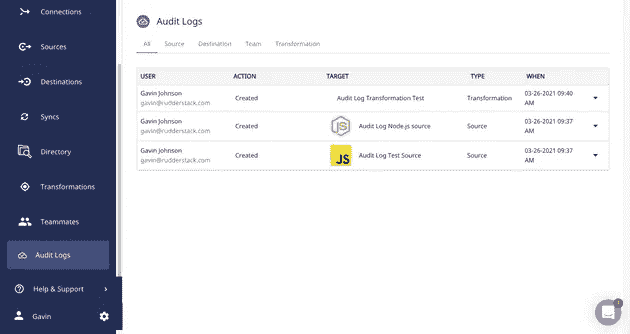 Connections
Sources
Destinations
Syncs
Directory
Transformations
Teammates
Audit Logs
Help & Support
Gavin
Audit Logs
All Source Destination Team Transformation
USER ACTION TARGET TYPE WHEN
Gavin Johnson
gavin@rudderstack.com
Created Audit Log Transformation Test Transformation 03-26-2021 09:40
AM
Gavin Johnson
gavin@rudderstack.com
Created JS Audit Log Node.js source Source 03-26-2021 09:37
AM
Gavin Johnson
gavin@rudderstack.com
Created JS Audit Log Test Source Source 03-26-2021 09:37
AM